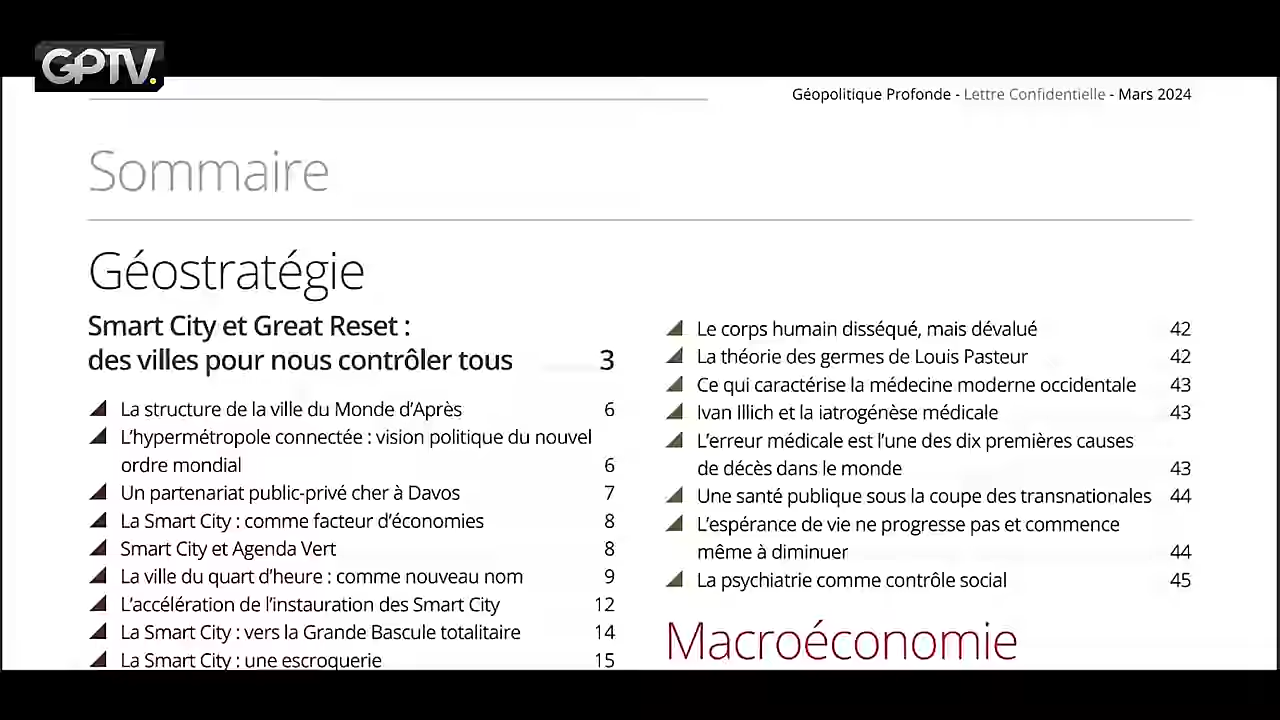 GPTV.
Géopolitique Profonde - Lettre Confidentielle - Mars 2024
Sommaire
Géostratégie
Smart City et Great Reset :
des villes pour nous contrôler tous 3
La structure de la ville du Monde d’Après 6
L’hypermétropole connectée : vision politique du nouvel
ordre mondial 6
Un partenariat public-privé cher à Davos 7
La Smart City : comme facteur d’économies 8
Smart City et Agenda Vert 8
La ville du quart d’heure : comme nouveau nom 9
L’accélération de l’instauration des Smart City 12
La Smart City : vers la Grande Bascule totalitaire 14
La Smart City : une escroquerie 15
Le corps humain disséqué, mais dévalué 42
La théorie des germes de Louis Pasteur 42
Ce qui caractérise la médecine moderne occidentale 43
Ivan Illich et la iatrogénèse médicale 43
L’erreur médicale est l’une des dix premières causes
de décès dans le monde 43
Une santé publique sous la coupe des transnationales 44
L’espérance de vie ne progresse pas et commence
même à diminuer 44
La psychiatrie comme contrôle social 45
Macroéconomie